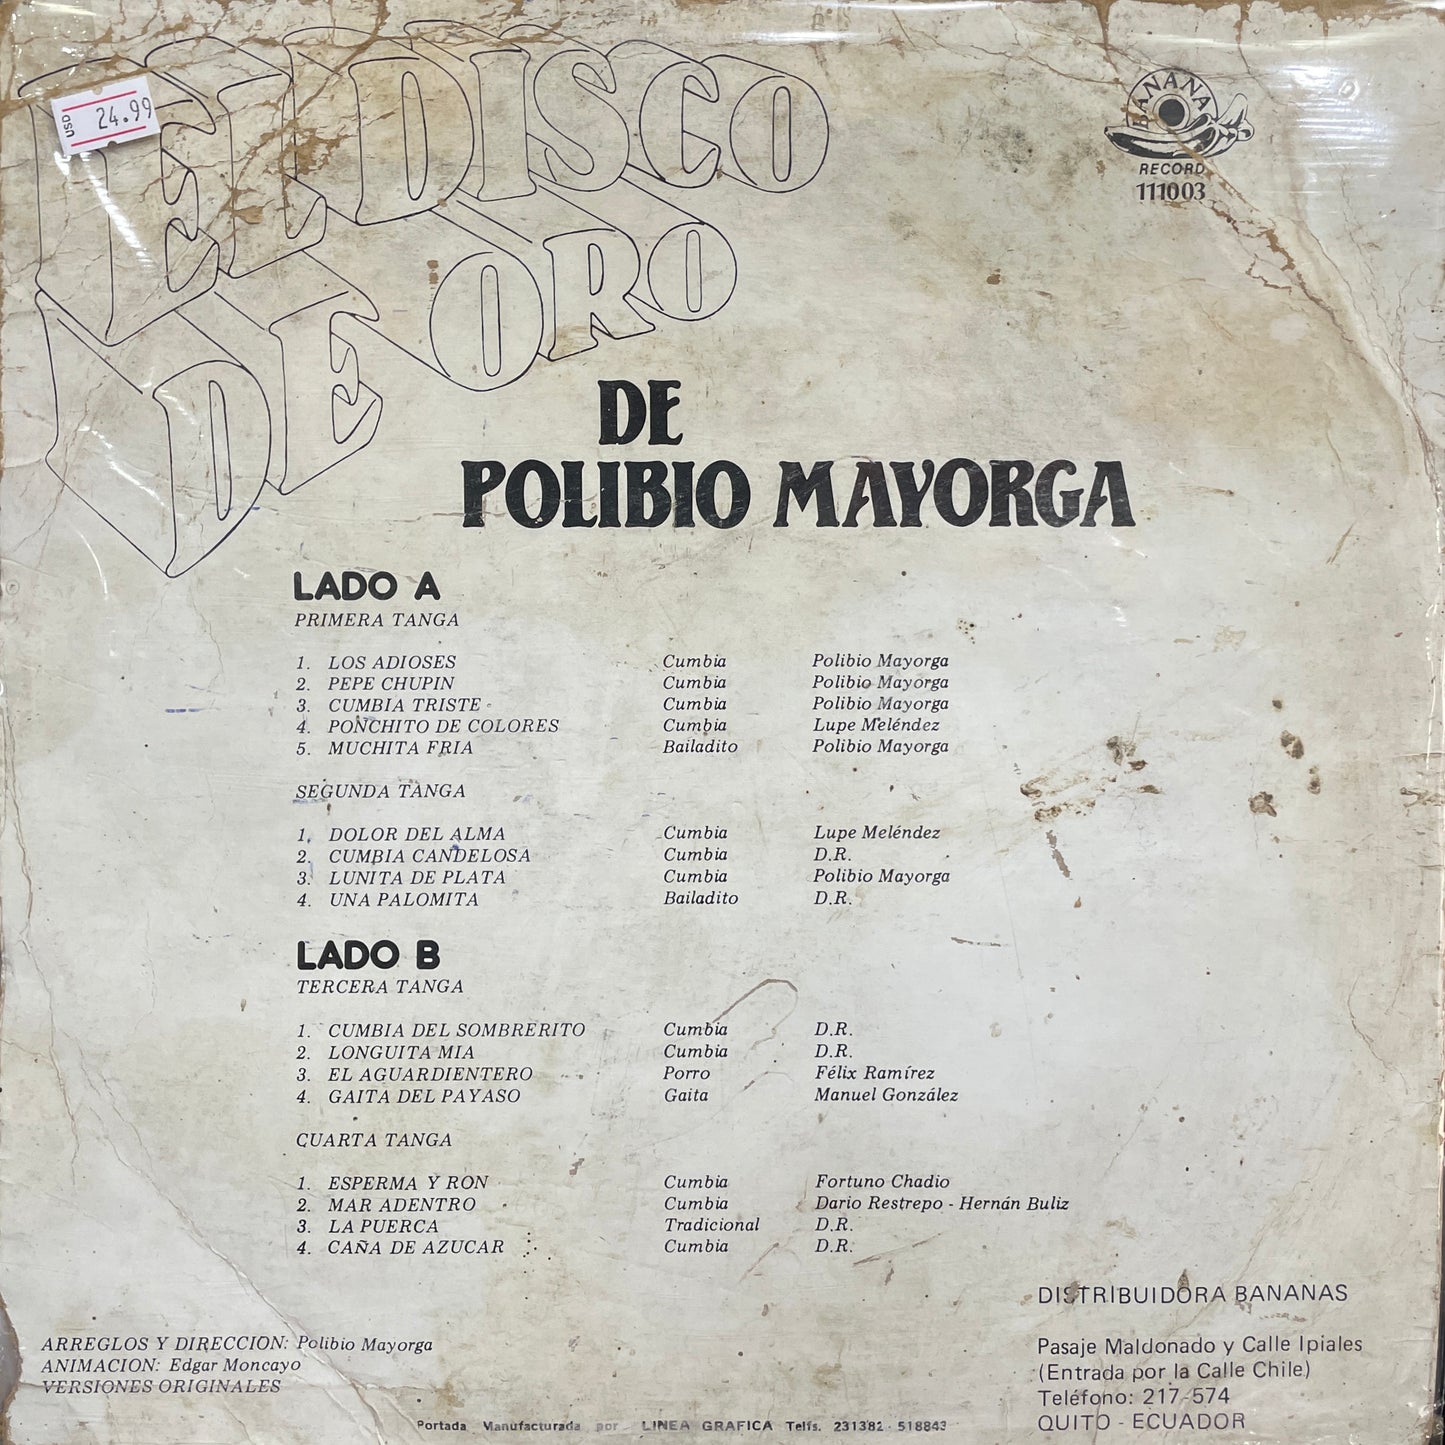 EL DISCO
DE ORO
USD 24.99
BANANA
RECORD
111003
DE
POLIBIO MAYORGA
LADO A
PRIMERA TANGA
1. LOS ADIOSES Cumbia Polibio Mayorga
2. PEPE CHUPIN Cumbia Polibio Mayorga
3. CUMBIA TRISTE Cumbia Polibio Mayorga
4. PONCHITO DE COLORES Cumbia Lupe Meléndez
5. MUCHITA FRIA Bailadito Polibio Mayorga
SEGUNDA TANGA
1. DOLOR DEL ALMA Cumbia Lupe Meléndez
2. CUMBIA CANDELOSA Cumbia D.R.
3. LUNITA DE PLATA Cumbia Polibio Mayorga
4. UNA PALOMITA Bailadito D.R.
LADO B
TERCERA TANGA
1. CUMBIA DEL SOMBRERITO Cumbia D.R.
2. LONGUITA MIA Cumbia D.R.
3. EL AGUARDIENTERO Porro Félix Ramírez
4. GAITA DEL PAYASO Gaita Manuel González
CUARTA TANGA
1. ESPERMA Y RON Cumbia Fortuno Chadio
2. MAR ADENTRO Cumbia Dario Restrepo - Hernán Buliz
3. LA PUERCA Tradicional D.R.
4. CAÑA DE AZUCAR Cumbia D.R.
DISTRIBUIDORA BANANAS
Pasaje Maldonado y Calle Ipiales
(Entrada por la Calle Chile)
Teléfono: 217-574
QUITO - ECUADOR
ARREGLOS Y DIRECCION: Polibio Mayorga
ANIMACION: Edgar Moncayo
VERSIONES ORIGINALES
Portada Manufacturada por LINEA GRAFICA Telfs. 231382 - 518843